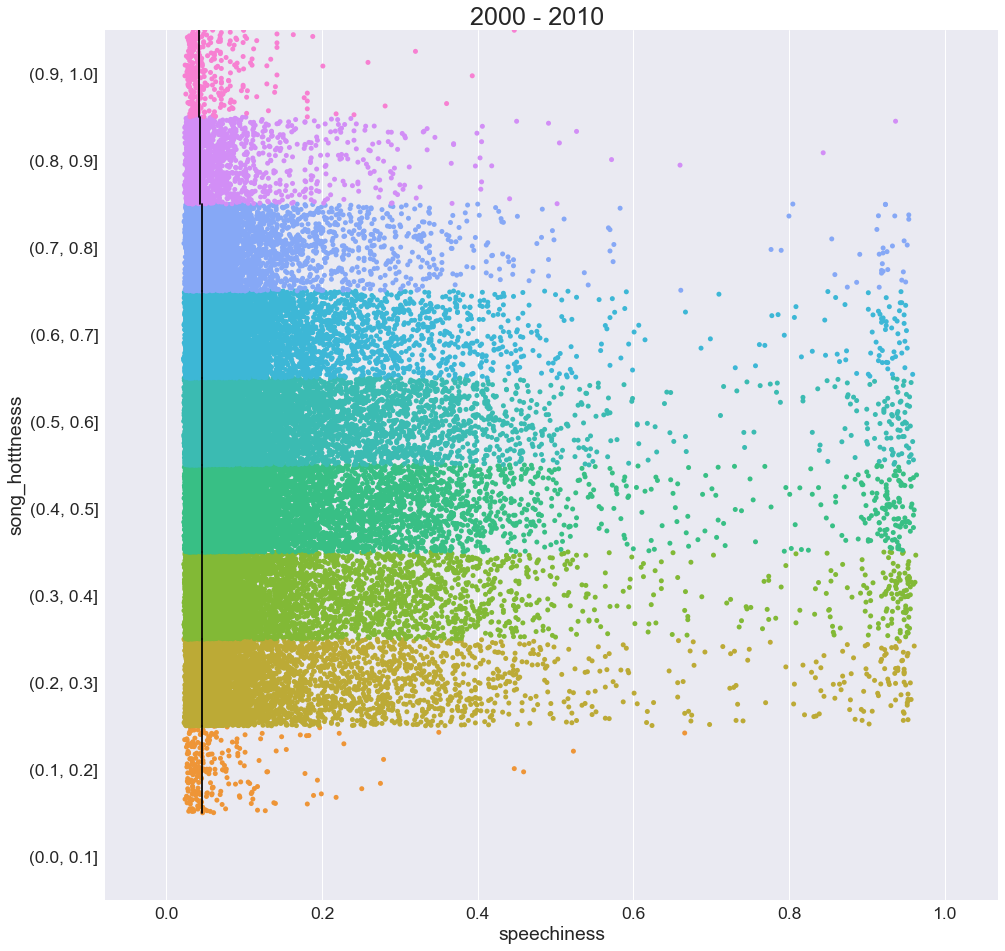 2000 - 2010
song_hotttnesss
(0.9, 1.0]
(0.8, 0.9]
(0.7, 0.8]
(0.6, 0.7]
(0.5, 0.6]
(0.4, 0.5]
(0.3, 0.4]
(0.2, 0.3]
(0.1, 0.2]
(0.0, 0.1]
0.0 0.2 0.4 0.6 0.8 1.0
speechiness